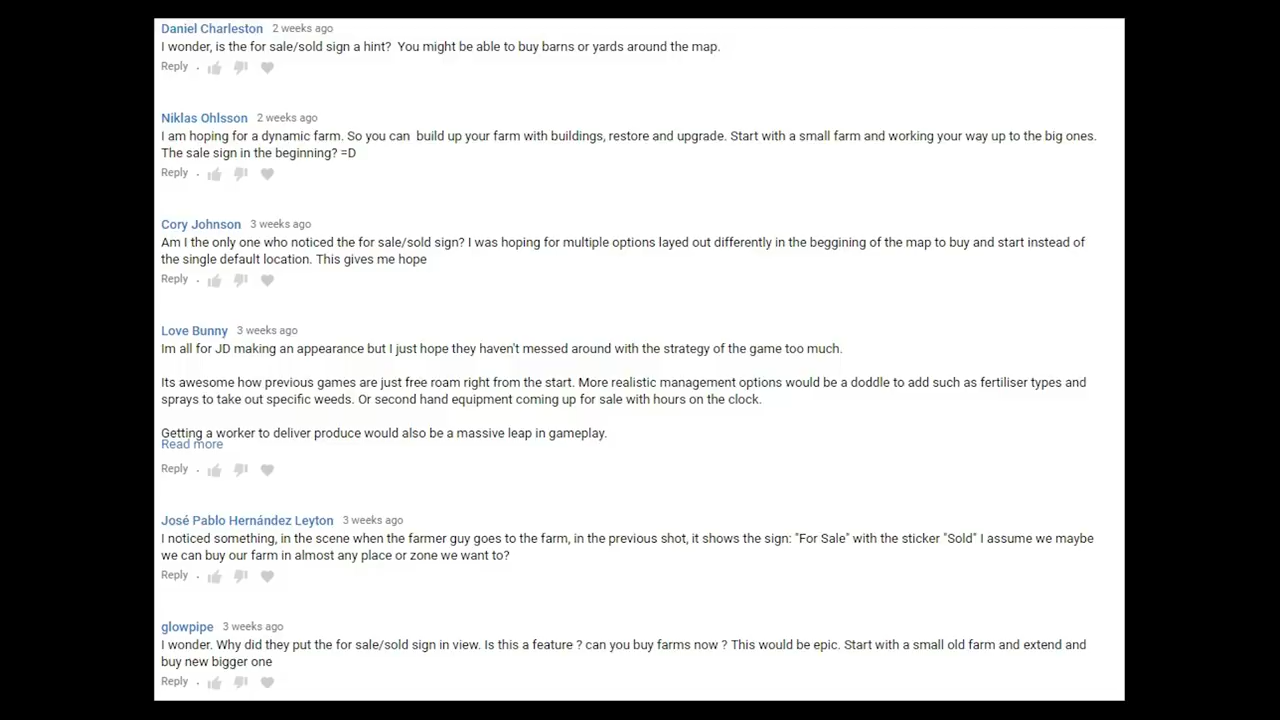 Daniel Charleston 2 weeks ago
I wonder, is the for sale/sold sign a hint?  You might be able to buy barns or yards around the map.
Reply .
Niklas Ohlsson 2 weeks ago
I am hoping for a dynamic farm. So you can  build up your farm with buildings, restore and upgrade. Start with a small farm and working your way up to the big ones.
The sale sign in the beginning? =D
Reply .
Cory Johnson 3 weeks ago
Am I the only one who noticed the for sale/sold sign? I was hoping for multiple options layed out differently in the beggining of the map to buy and start instead of
the single default location. This gives me hope
Reply .
Love Bunny 3 weeks ago
Im all for JD making an appearance but I just hope they haven't messed around with the strategy of the game too much.
Its awesome how previous games are just free roam right from the start. More realistic management options would be a doddle to add such as fertiliser types and
sprays to take out specific weeds. Or second hand equipment coming up for sale with hours on the clock.
Getting a worker to deliver produce would also be a massive leap in gameplay.
Read more
Reply .
José Pablo Hernández Leyton 3 weeks ago
I noticed something, in the scene when the farmer guy goes to the farm, in the previous shot, it shows the sign: "For Sale" with the sticker "Sold" I assume we maybe
we can buy our farm in almost any place or zone we want to?
Reply .
glowpipe 3 weeks ago
I wonder. Why did they put the for sale/sold sign in view. Is this a feature ? can you buy farms now ? This would be epic. Start with a small old farm and extend and
buy new bigger one
Reply .